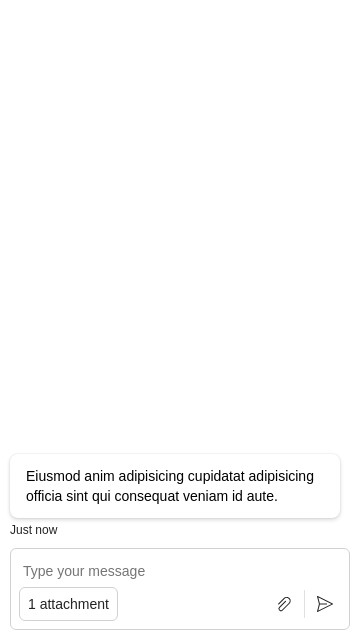 Eiusmod anim adipisicing cupidatat adipisicing
officia sint qui consequat veniam id aute.
Just now
Type your message
1 attachment